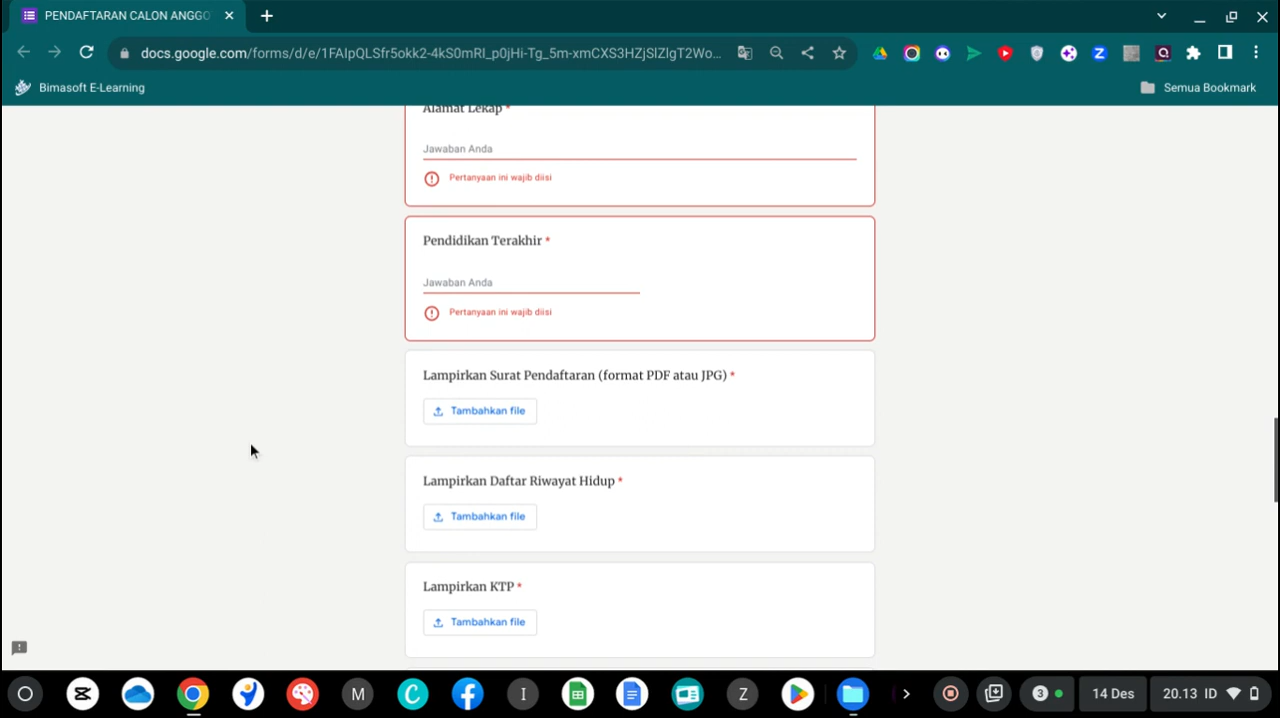 PENDAFTARAN CALON ANGGO
docs.google.com/forms/d/e/1FAIpQLSfr5okk2-4kS0mRI_p0jHi-Tg_5m-xmCXS3HZjSIZIgT2Wo...
Bimasoft E-Learning
Semua Bookmark
Alamat Lekap *
Jawaban Anda
Pertanyaan ini wajib diisi
Pendidikan Terakhir *
Jawaban Anda
Pertanyaan ini wajib diisi
Lampirkan Surat Pendaftaran (format PDF atau JPG) *
Tambahkan file
Lampirkan Daftar Riwayat Hidup *
Tambahkan file
Lampirkan KTP *
Tambahkan file
M
I
Z
3
14 Des
20.13 ID